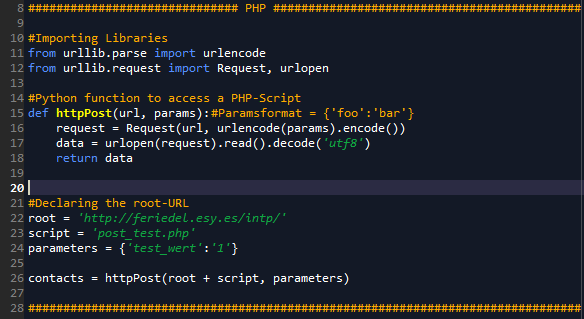 8 ############################## PHP ############################################
9
10 #Importing Libraries
11 from urllib.parse import urlencode
12 from urllib.request import Request, urlopen
13
14 #Python function to access a PHP-Script
15 def httpPost(url, params):#Paramsformat = {'foo':'bar'}
16     request = Request(url, urlencode(params).encode())
17     data = urlopen(request).read().decode('utf8')
18     return data
19
20
21 #Declaring the root-URL
22 root = 'http://feriedel.esy.es/intp/'
23 script = 'post_test.php'
24 parameters = {'test_wert':'1'}
25
26 contacts = httpPost(root + script, parameters)
27
28 ###############################################################################